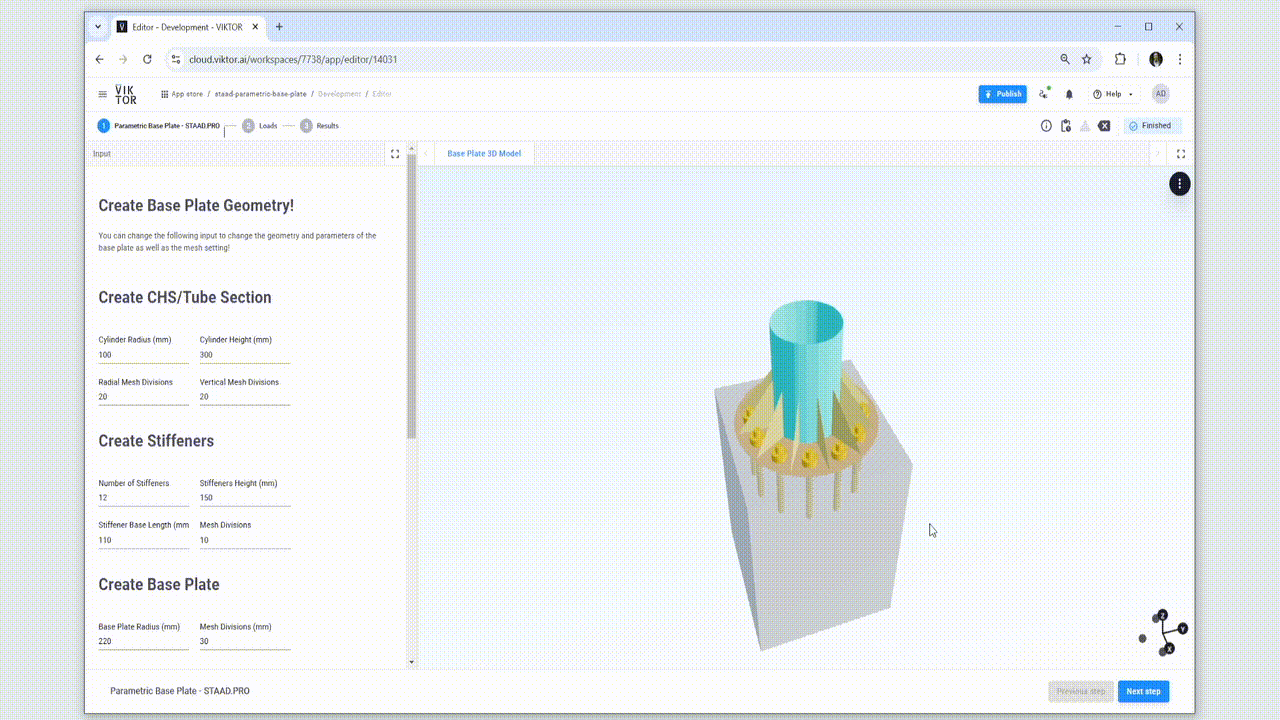 Editor - Development - VIKTOR
cloud.viktor.ai/workspaces/7738/app/editor/14031
VIK
TOR
App store / staad-parametric-base-plate / Development / Editor
Publish
Help
AD
1 Parametric Base Plate - STAAD.PRO
2 Loads
3 Results
Finished
Input
Base Plate 3D Model
Create Base Plate Geometry!
You can change the following input to change the geometry and parameters of the
base plate as well as the mesh setting!
Create CHS/Tube Section
Cylinder Radius (mm) Cylinder Height (mm)
100 300
Radial Mesh Divisions Vertical Mesh Divisions
20 20
Create Stiffeners
Number of Stiffeners Stiffeners Height (mm)
12 150
Stiffener Base Length (mm Mesh Divisions
110 10
Create Base Plate
Base Plate Radius (mm) Mesh Divisions (mm)
220 30
Z
Y
X
Parametric Base Plate - STAAD.PRO
Previous step
Next step